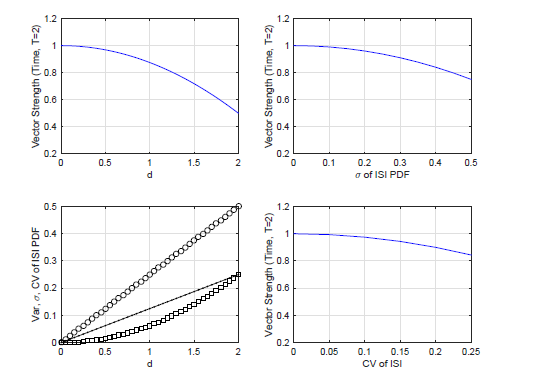 1.2
1
0.8
0.6
0.4
0.2
Vector Strength (Time, T=2)
0 0.5 1 1.5 2
d
1.2
1
0.8
0.6
0.4
0.2
Vector Strength (Time, T=2)
0 0.1 0.2 0.3 0.4 0.5
σ of ISI PDF
0.5
0.4
0.3
0.2
0.1
0
Var, σ, CV of ISI PDF
0 0.5 1 1.5 2
d
1.2
1
0.8
0.6
0.4
0.2
Vector Strength (Time, T=2)
0 0.05 0.1 0.15 0.2 0.25
CV of ISI